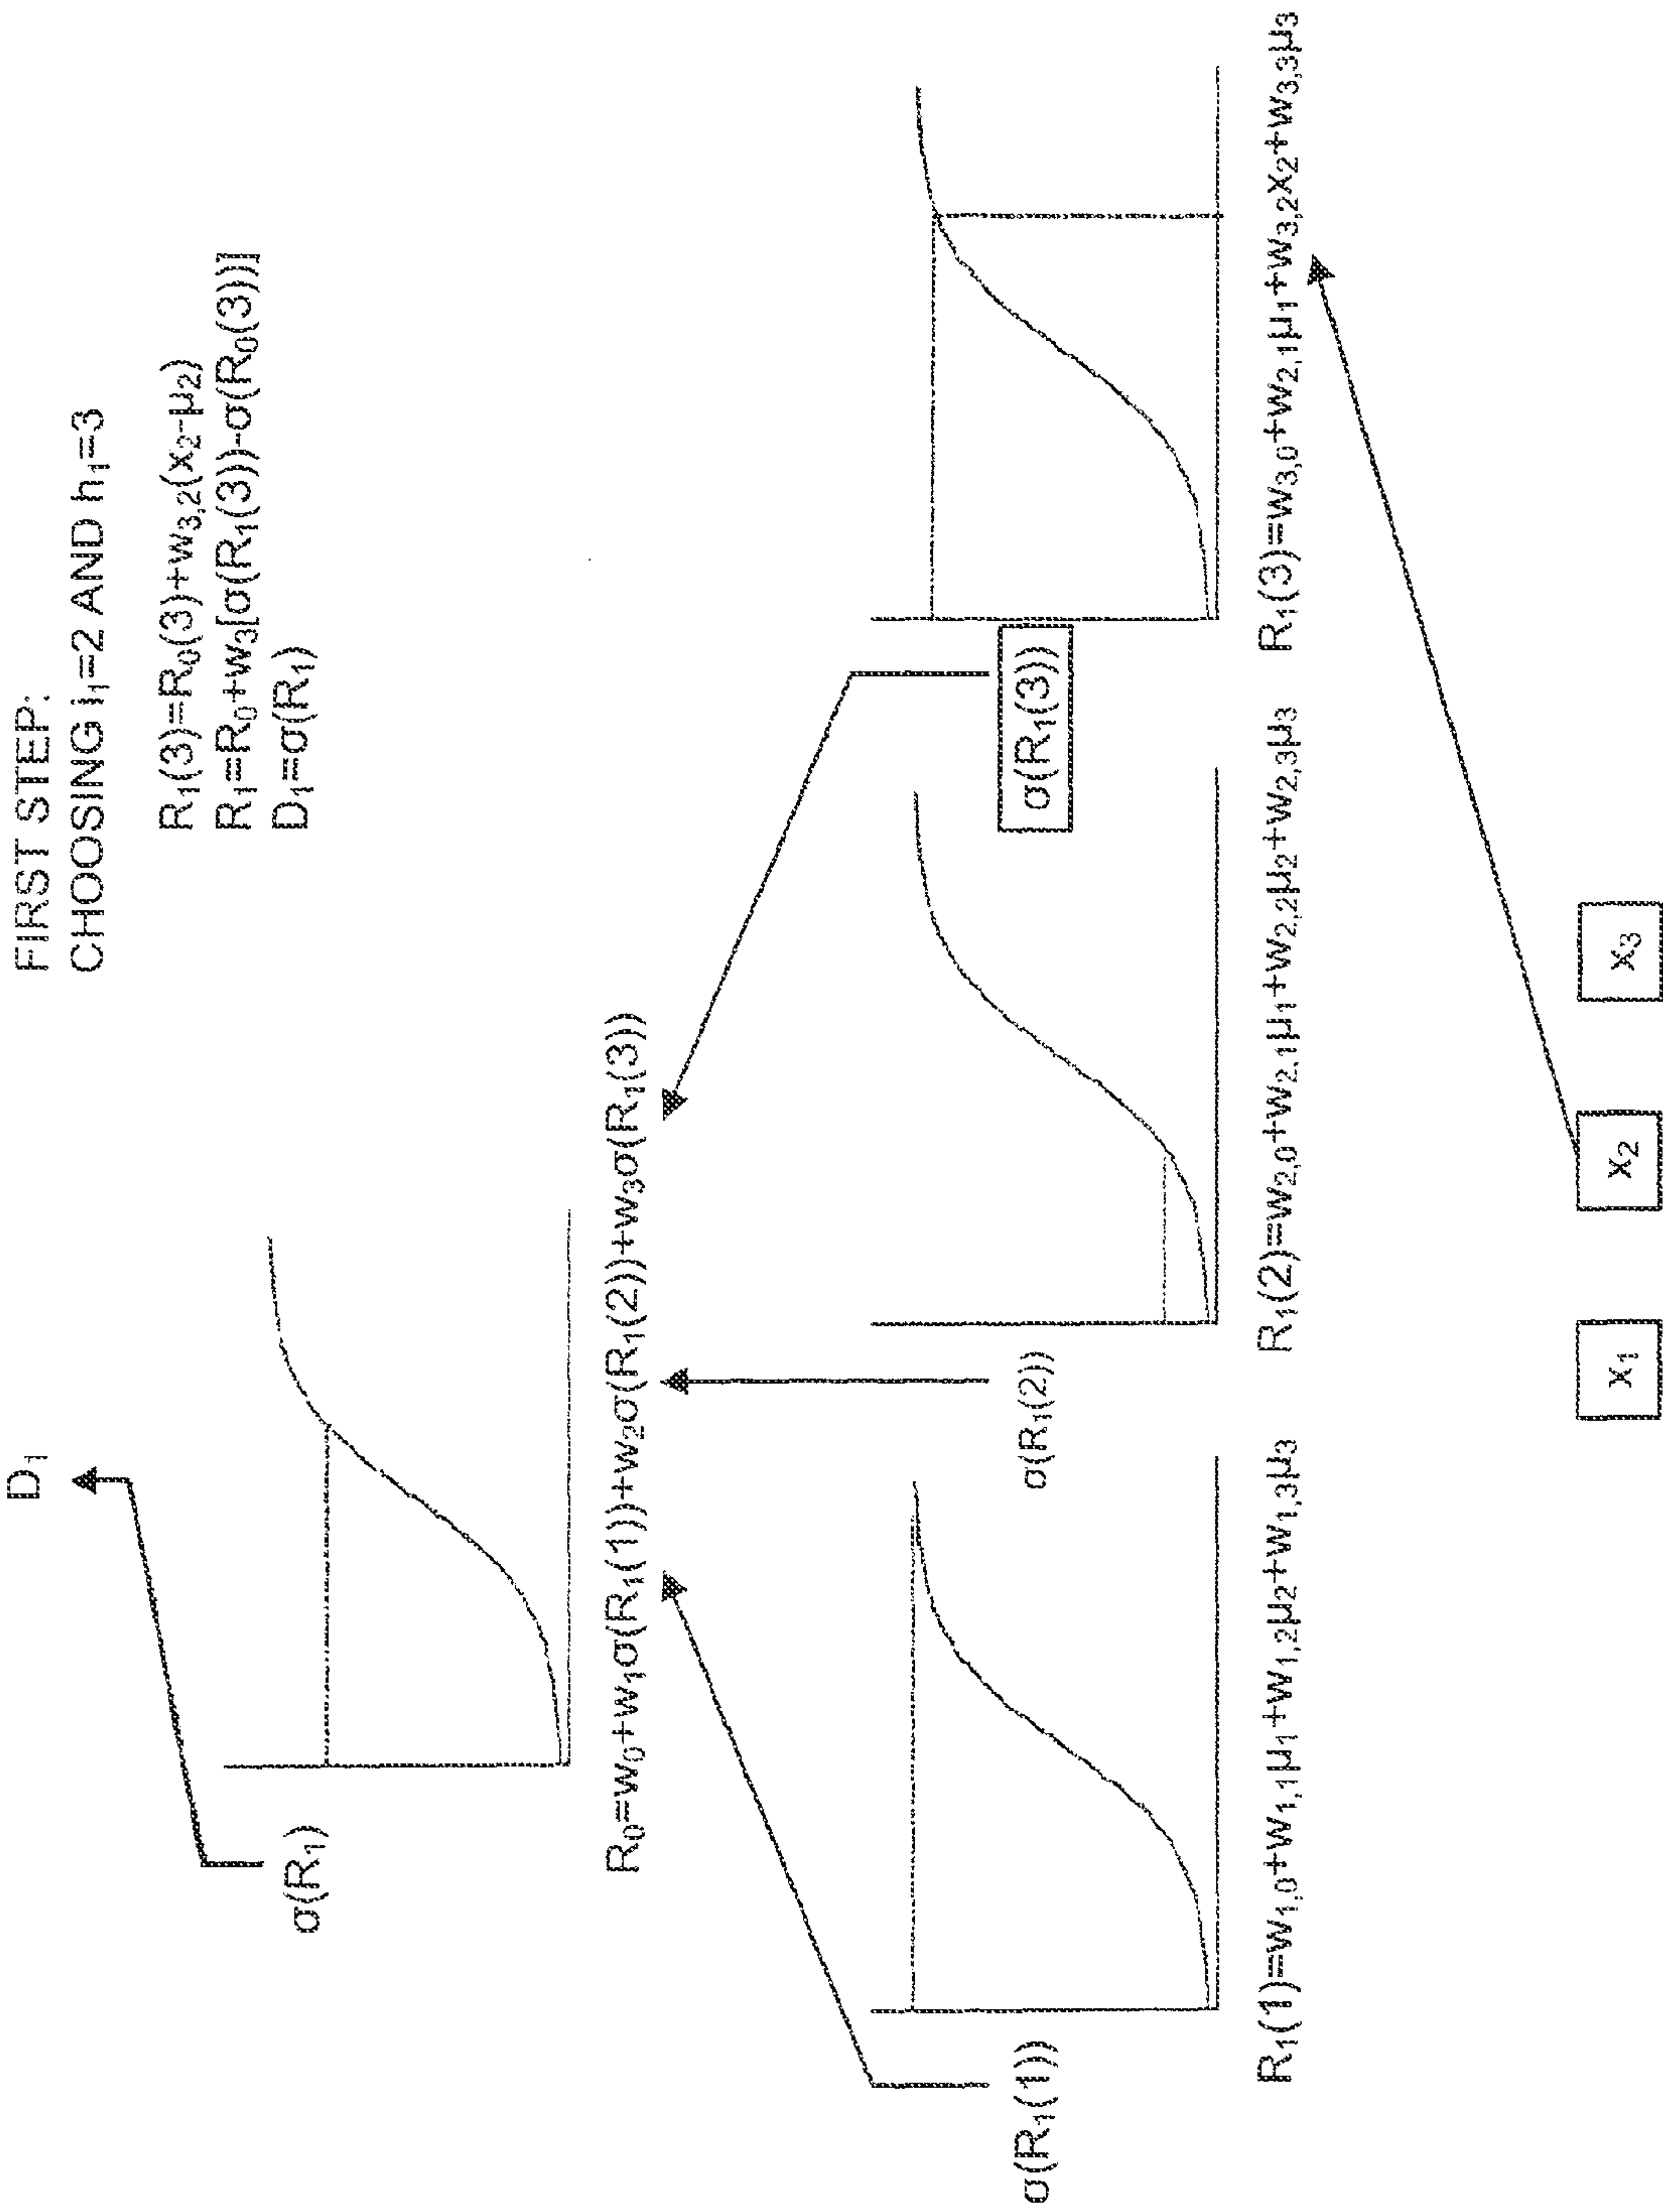 FIRST STEP:
CHOOSING i₁=2 AND h₁=3
R₁(3)=R₀(3)+w₃,₂(x₂-μ₂)
R₁=R₀+w₃[σ(R₁(3))-σ(R₀(3))]
D₁=σ(R₁)
D₁
σ(R₁)
R₀=w₀+w₁σ(R₁(1))+w₂σ(R₁(2))+w₃σ(R₁(3))
σ(R₁(1))
σ(R₁(2))
σ(R₁(3))
R₁(1)=w₁,₀+w₁,₁μ₁+w₁,₂μ₂+w₁,₃μ₃
R₁(2)=w₂,₀+w₂,₁μ₁+w₂,₂μ₂+w₂,₃μ₃
R₁(3)=w₃,₀+w₂,₁μ₁+w₃,₂x₂+w₃,₃μ₃
x₁
x₂
x₃